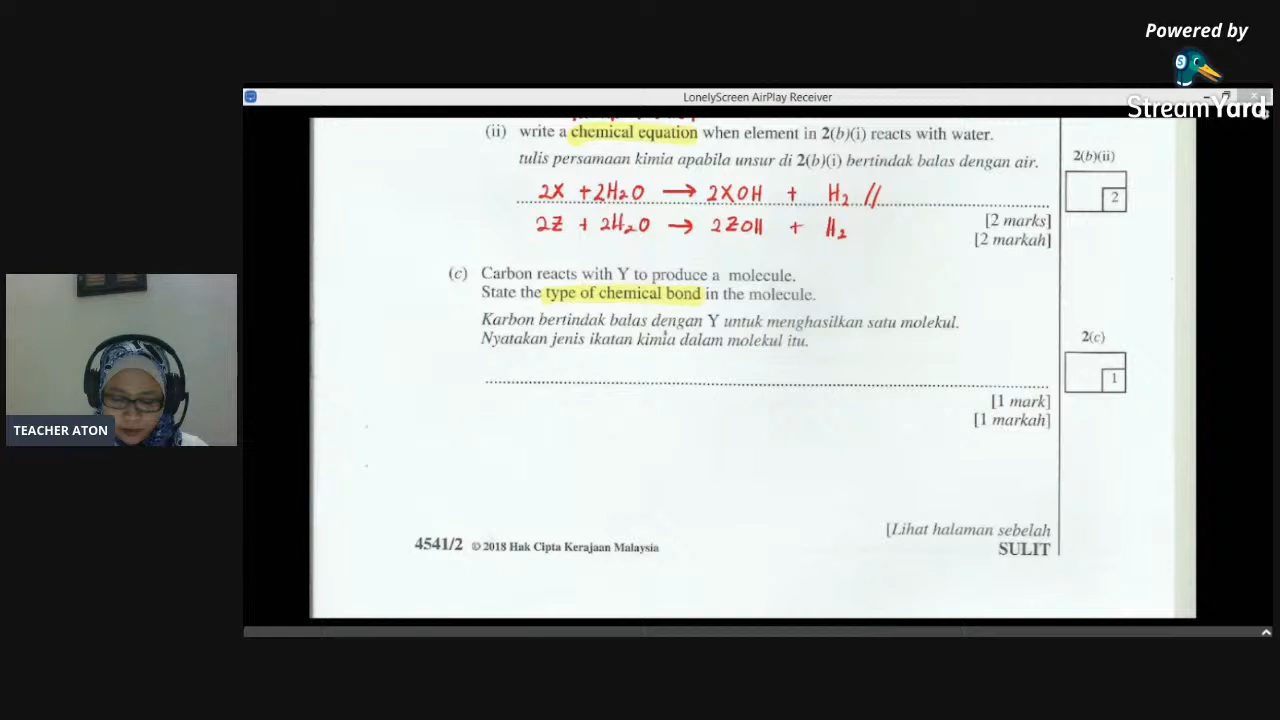 Powered by
StreamYard
LonelyScreen AirPlay Receiver
(ii) write a chemical equation when element in 2(b)(i) reacts with water.
tulis persamaan kimia apabila unsur di 2(b)(i) bertindak balas dengan air.
2(b)(ii)
2X + 2H₂O → 2XOH + H₂ //
2
2Z + 2H₂O → 2ZOH + H₂
[2 marks]
[2 markah]
(c) Carbon reacts with Y to produce a molecule.
State the type of chemical bond in the molecule.
Karbon bertindak balas dengan Y untuk menghasilkan satu molekul.
Nyatakan jenis ikatan kimia dalam molekul itu.
2(c)
1
[1 mark]
[1 markah]
TEACHER ATON
[Lihat halaman sebelah
4541/2 © 2018 Hak Cipta Kerajaan Malaysia
SULIT